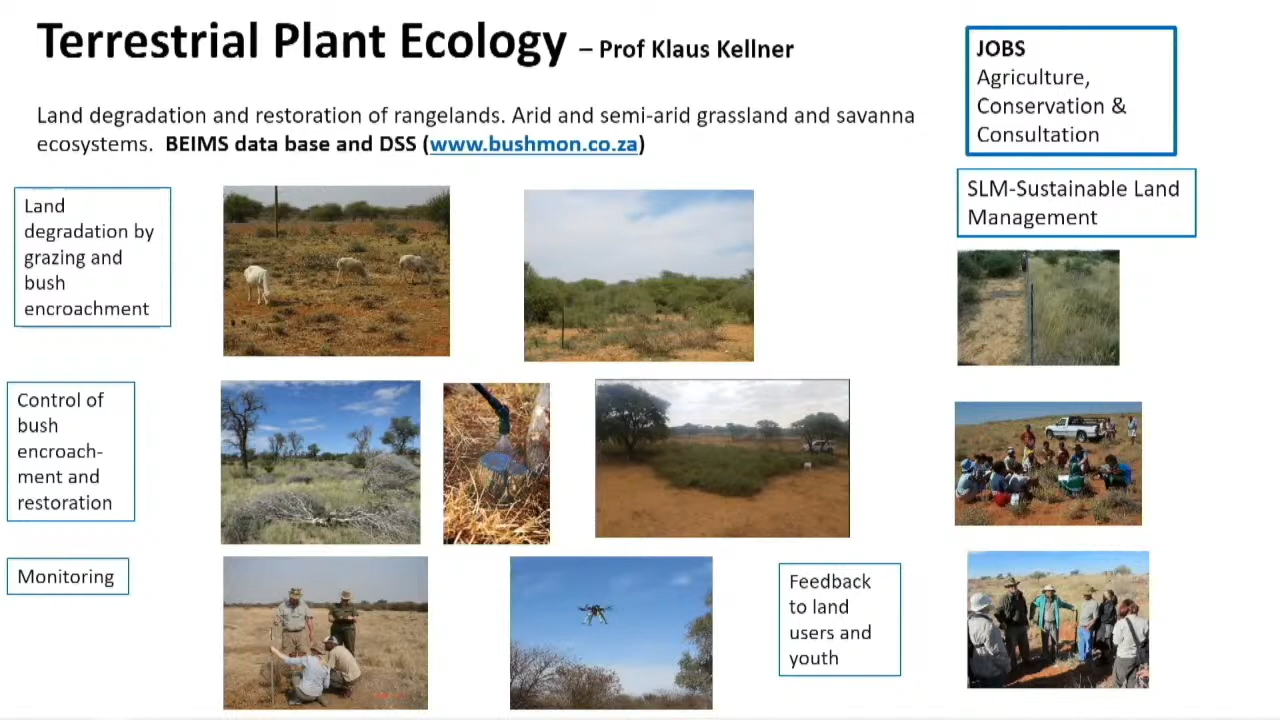 Terrestrial Plant Ecology – Prof Klaus Kellner
Land degradation and restoration of rangelands. Arid and semi-arid grassland and savanna
ecosystems. BEIMS data base and DSS (www.bushmon.co.za)
JOBS
Agriculture,
Conservation &
Consultation
SLM-Sustainable Land
Management
Land
degradation by
grazing and
bush
encroachment
Control of
bush
encroach-
ment and
restoration
Monitoring
Feedback
to land
users and
youth